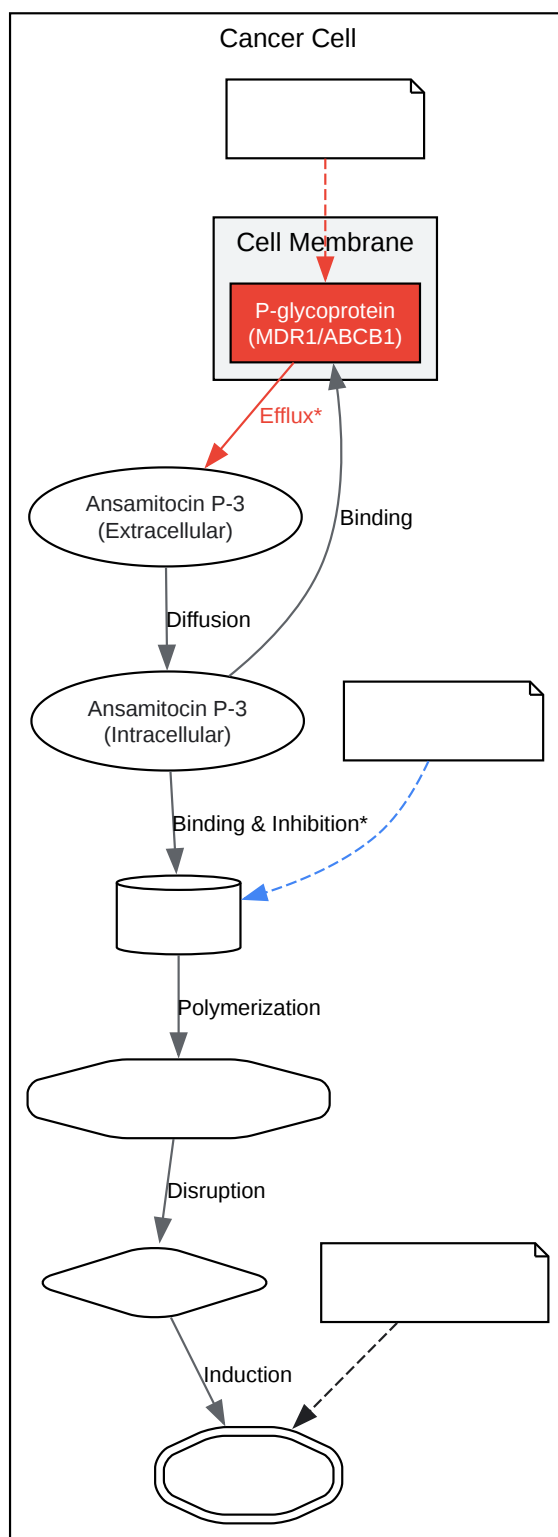 Cancer Cell
Cell Membrane
P-glycoprotein
(MDR1/ABCB1)
Efflux*
Ansamitocin P-3
(Extracellular)
Binding
Diffusion
Ansamitocin P-3
(Intracellular)
Binding & Inhibition*
Polymerization
Disruption
Induction